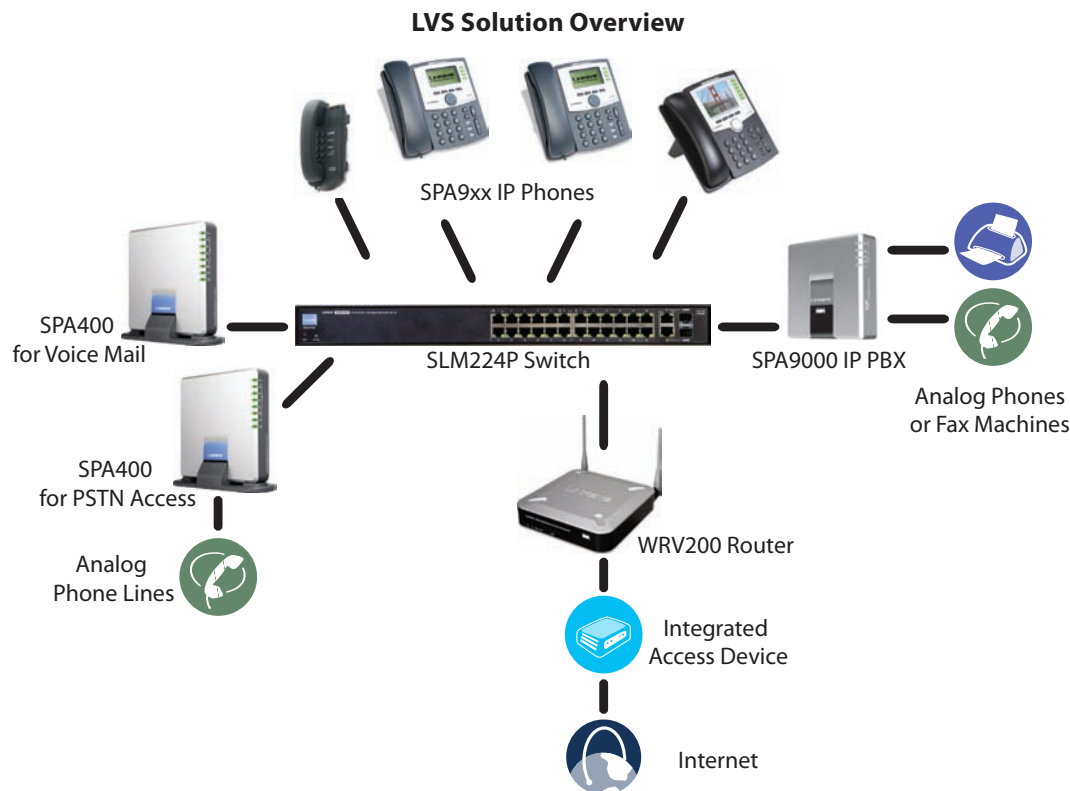 LVS Solution Overview
SPA9xx IP Phones
SPA400
for Voice Mail
SLM224P Switch
SPA9000 IP PBX
Analog Phones
or Fax Machines
SPA400
for PSTN Access
WRV200 Router
Analog
Phone Lines
Integrated
Access Device
Internet